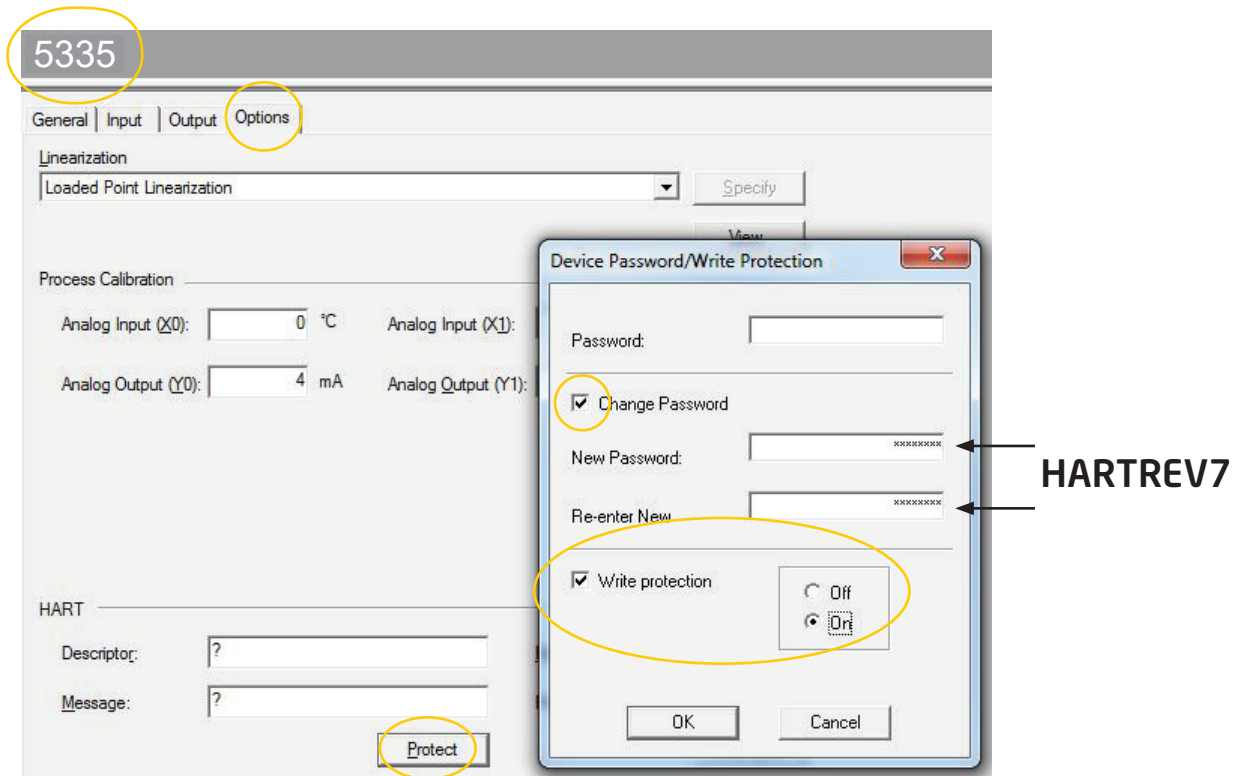 5335
General Input Output Options
Linearization
Loaded Point Linearization
Specify
View
Device Password/Write Protection
Process Calibration
Analog Input (X0): 0 °C Analog Input (X1):
Analog Output (Y0): 4 mA Analog Output (Y1):
Password:
Change Password
New Password: ********
Re-enter New ********
HARTREV7
Write protection
Off
On
OK Cancel
HART
Descriptor: ?
Message: ?
Protect